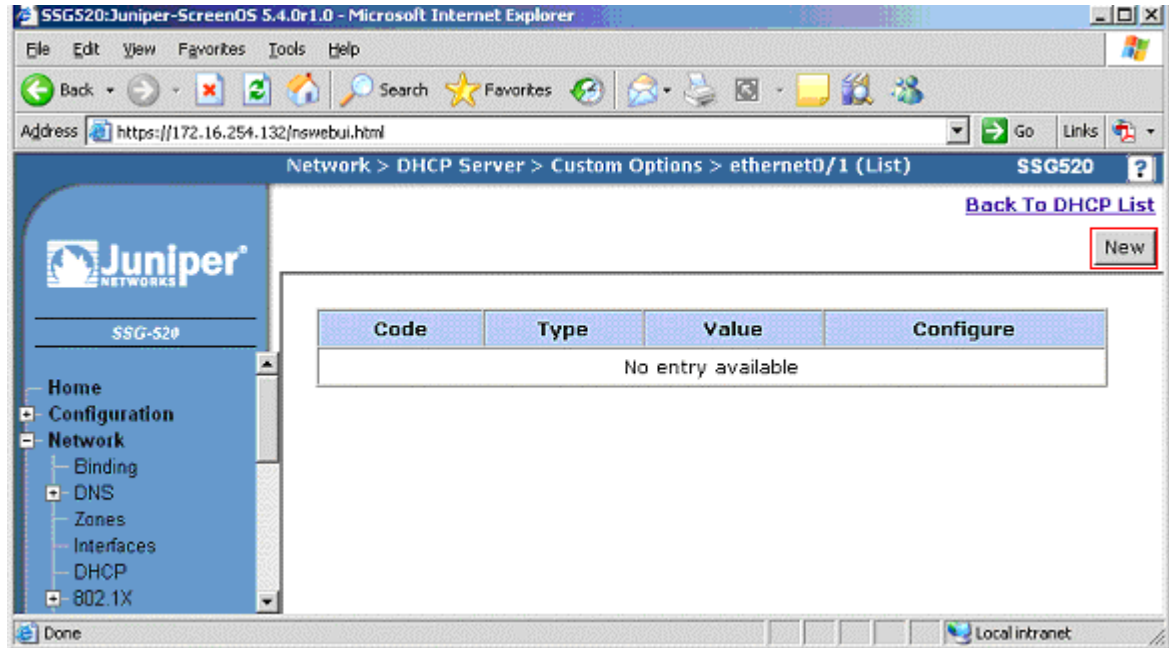 SSG520:Juniper-ScreenOS 5.4.0r1.0 - Microsoft Internet Explorer
File Edit View Favorites Tools Help
Back Search Favorites
Address https://172.16.254.132/nswebui.html Go Links
Network > DHCP Server > Custom Options > ethernet0/1 (List) SSG520 ?
Back To DHCP List
New
Juniper
NETWORKS
SSG-520
Code Type Value Configure
No entry available
Home
Configuration
Network
Binding
DNS
Zones
Interfaces
DHCP
802.1X
Done Local intranet